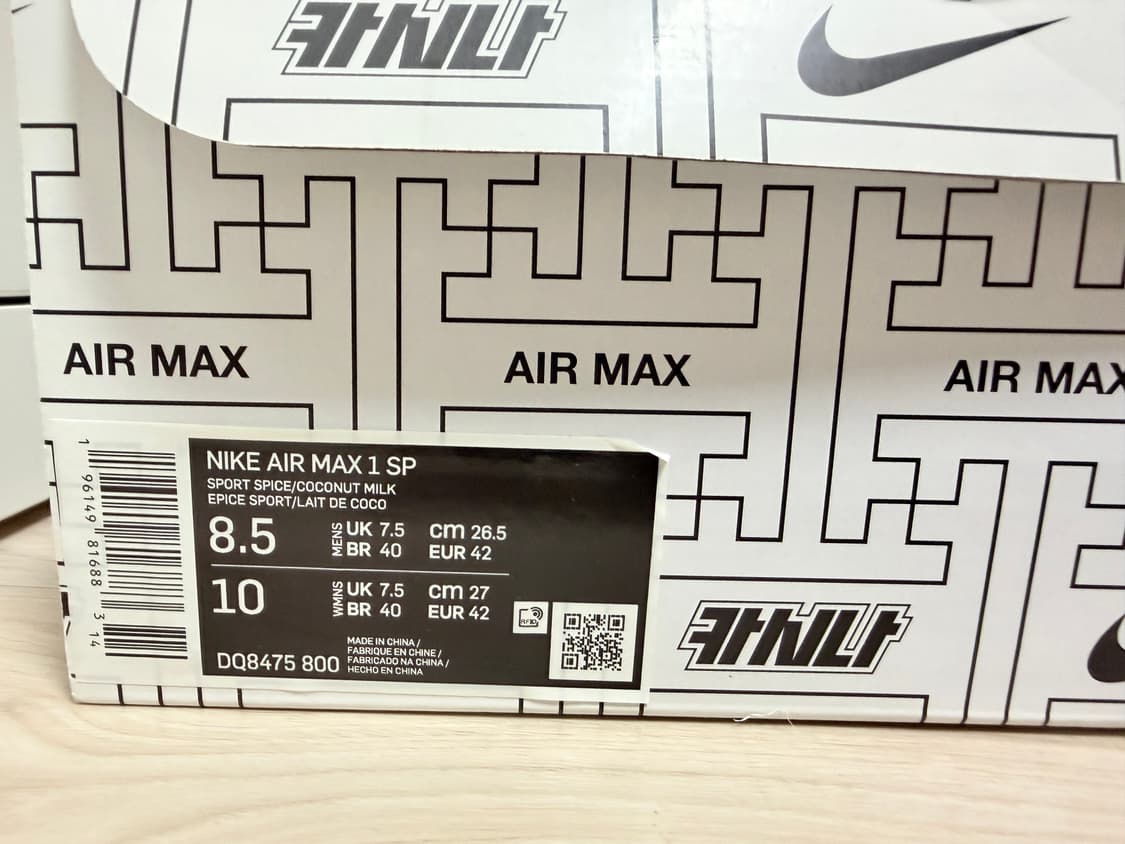 카시나
AIR MAX
AIR MAX
AIR MAX
1 96149 81688 3 14
NIKE AIR MAX 1 SP
SPORT SPICE/COCONUT MILK
EPICE SPORT/LAIT DE COCO
8.5 MENS UK 7.5 cm 26.5
BR 40 EUR 42
10 WMNS UK 7.5 cm 27
BR 40 EUR 42
RFID
DQ8475 800
MADE IN CHINA /
FABRIQUE EN CHINE /
FABRICADO NA CHINA /
HECHO EN CHINA
카시나